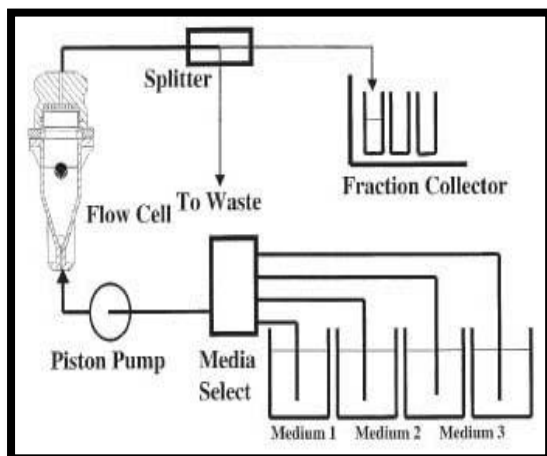 Splitter
Fraction Collector
To Waste
Flow Cell
Piston Pump
Media
Select
Medium 1
Medium 2
Medium 3